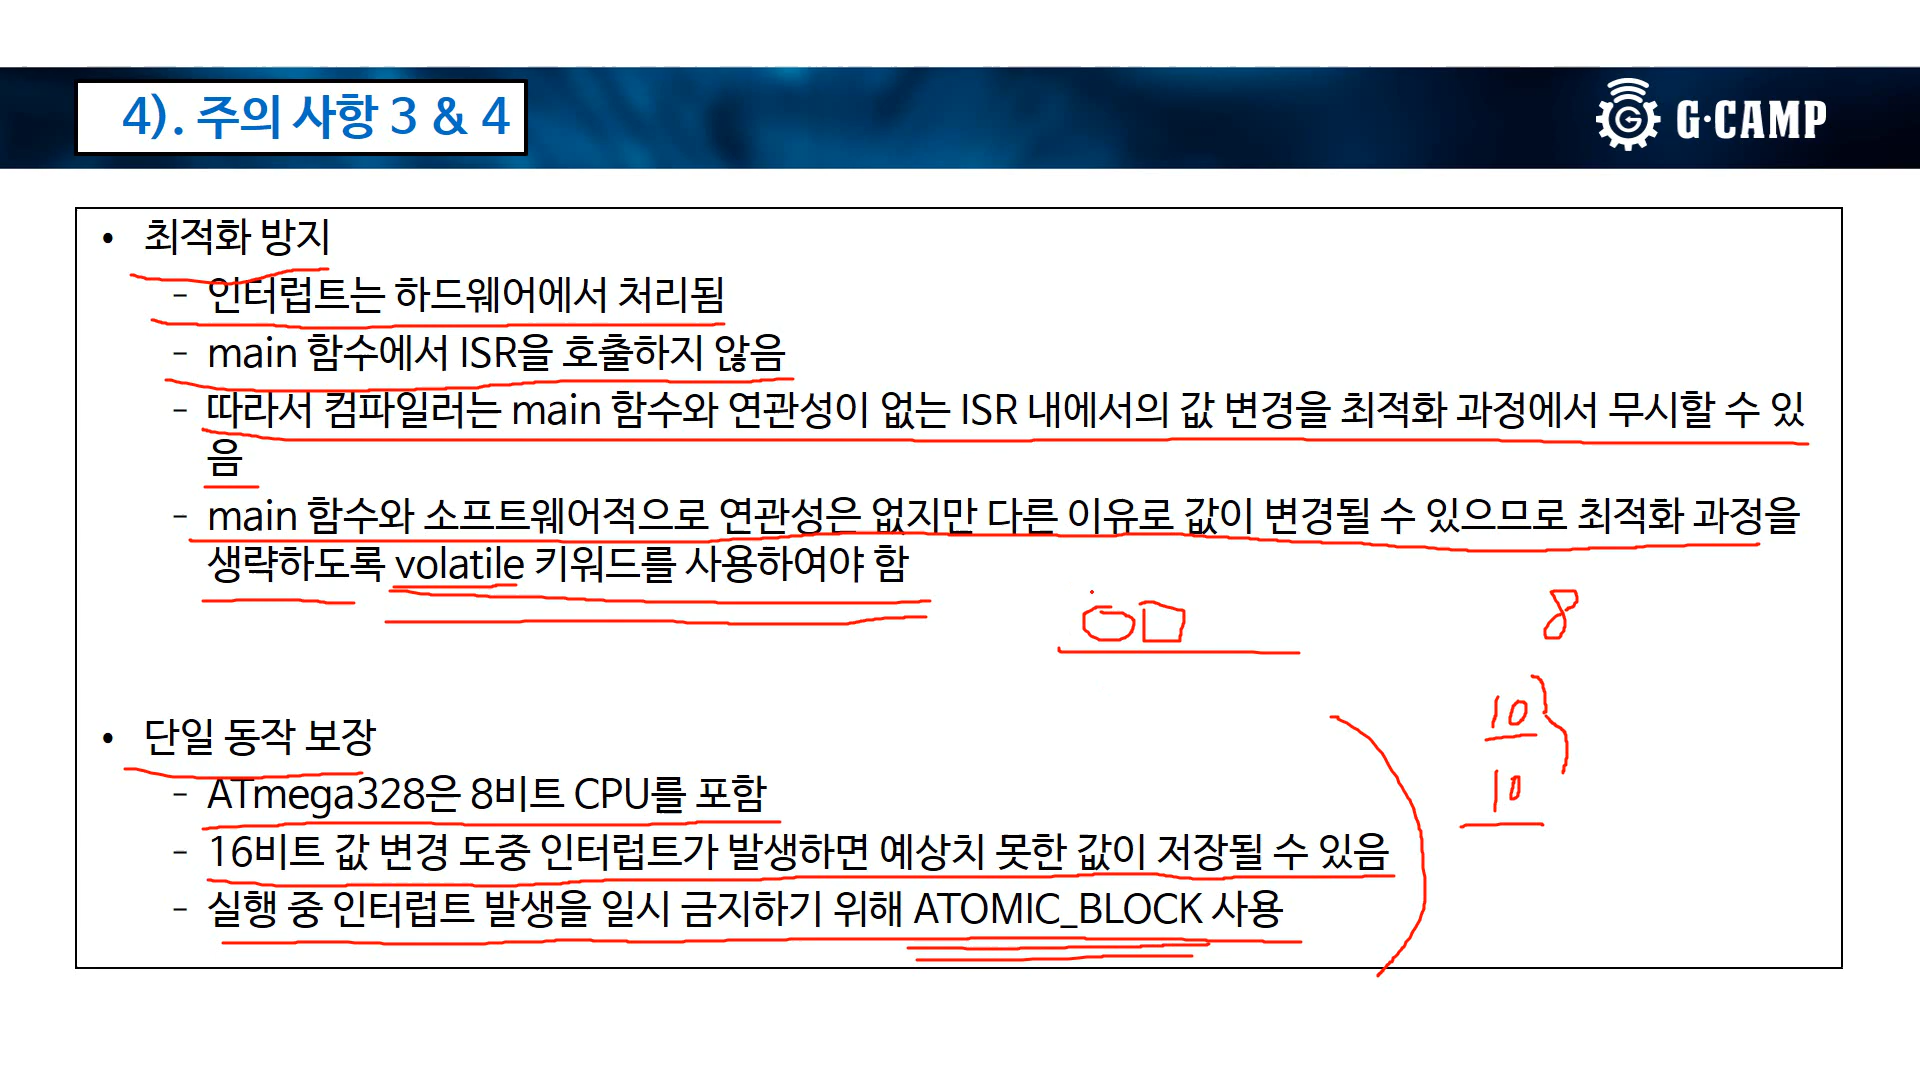 4). 주의 사항 3 & 4
G·CAMP
• 최적화 방지
- 인터럽트는 하드웨어에서 처리됨
- main 함수에서 ISR을 호출하지 않음
- 따라서 컴파일러는 main 함수와 연관성이 없는 ISR 내에서의 값 변경을 최적화 과정에서 무시할 수 있
음
- main 함수와 소프트웨어적으로 연관성은 없지만 다른 이유로 값이 변경될 수 있으므로 최적화 과정을
생략하도록 volatile 키워드를 사용하여야 함
8
10
10
• 단일 동작 보장
- ATmega328은 8비트 CPU를 포함
- 16비트 값 변경 도중 인터럽트가 발생하면 예상치 못한 값이 저장될 수 있음
- 실행 중 인터럽트 발생을 일시 금지하기 위해 ATOMIC_BLOCK 사용